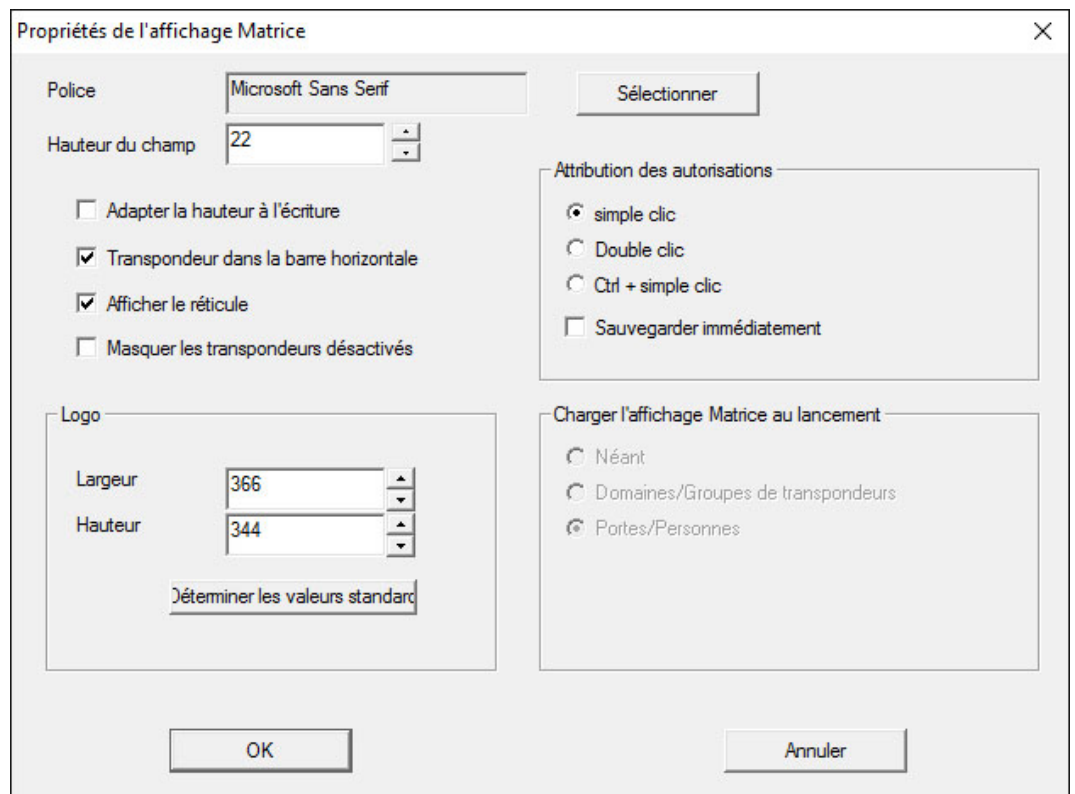 Propriétés de l'affichage Matrice
Police
Microsoft Sans Serif
Sélectionner
Hauteur du champ
22
Adapter la hauteur à l'écriture
Transpondeur dans la barre horizontale
Afficher le réticule
Masquer les transpondeurs désactivés
Attribution des autorisations
simple clic
Double clic
Ctrl + simple clic
Sauvegarder immédiatement
Logo
Largeur
366
Hauteur
344
Déterminer les valeurs standard
Charger l'affichage Matrice au lancement
Néant
Domaines/Groupes de transpondeurs
Portes/Personnes
OK
Annuler